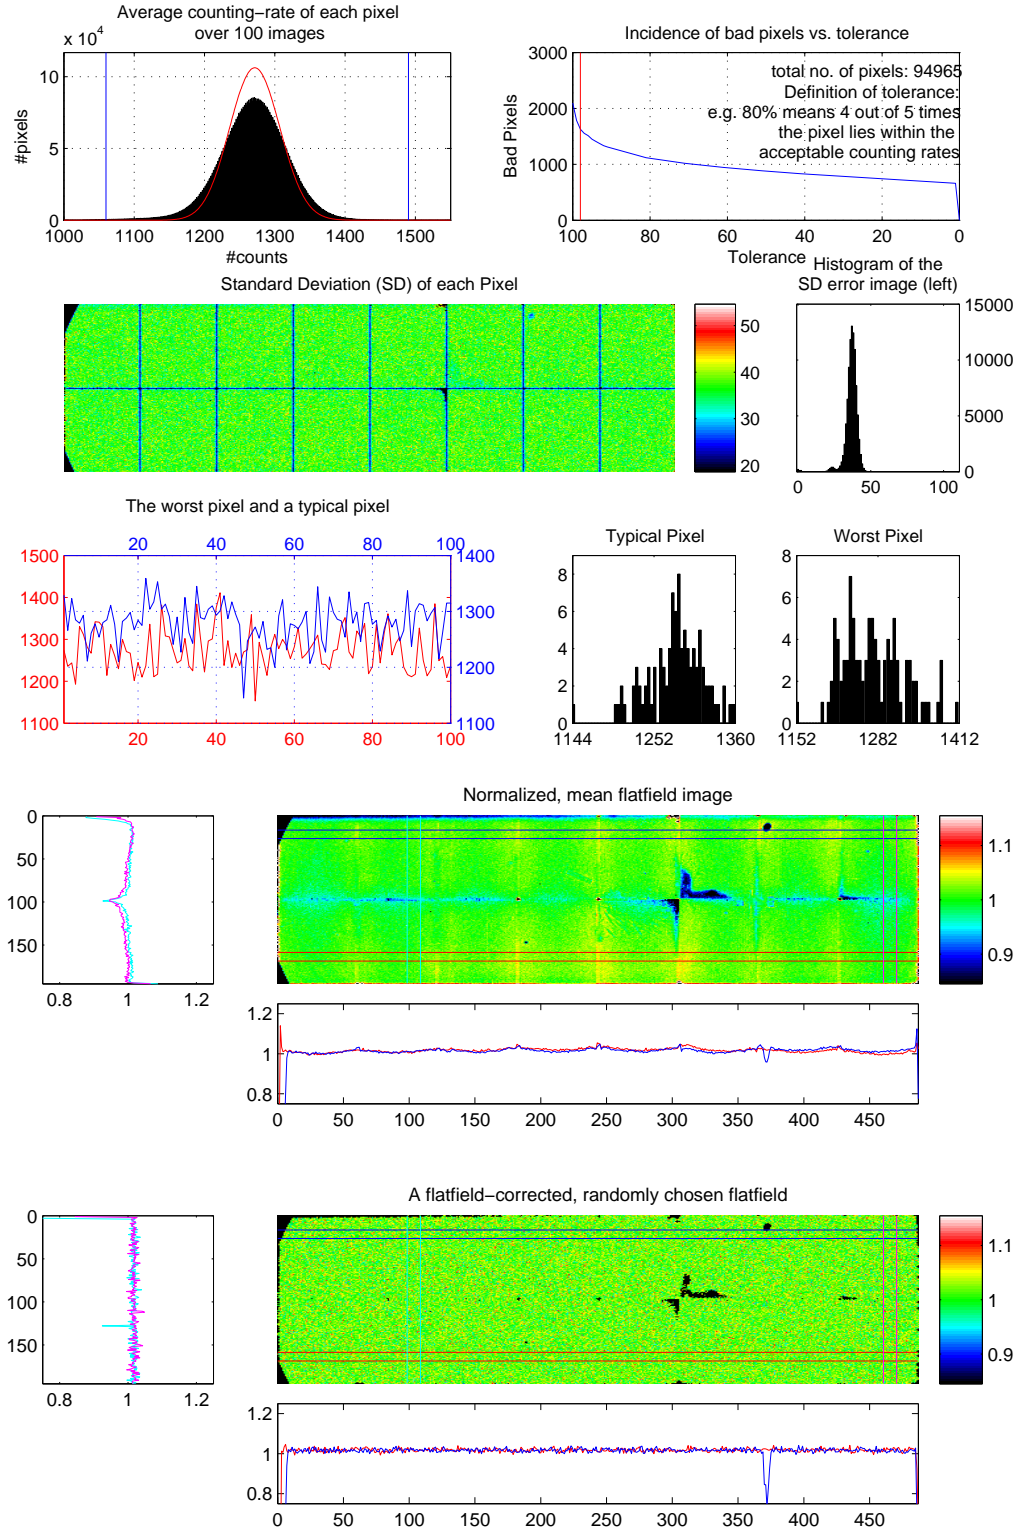 Average counting−rate of each pixel
over 100 images
x 10⁴
10
5
0
#pixels
1000 1100 1200 1300 1400 1500
#counts
Incidence of bad pixels vs. tolerance
3000
2000
1000
0
Bad Pixels
total no. of pixels: 94965
Definition of tolerance:
e.g. 80% means 4 out of 5 times
the pixel lies within the
acceptable counting rates
100 80 60 40 20 0
Tolerance
Standard Deviation (SD) of each Pixel
50
40
30
20
Histogram of the
SD error image (left)
15000
10000
5000
0
0 50 100
The worst pixel and a typical pixel
20 40 60 80 100
1500
1400
1300
1200
1100
1400
1300
1200
1100
20 40 60 80 100
Typical Pixel
8
6
4
2
0
1144 1252 1360
Worst Pixel
8
6
4
2
0
1152 1282 1412
Normalized, mean flatfield image
0
50
100
150
0.8 1 1.2
1.1
1
0.9
1.2
1
0.8
0 50 100 150 200 250 300 350 400 450
A flatfield−corrected, randomly chosen flatfield
0
50
100
150
0.8 1 1.2
1.1
1
0.9
1.2
1
0.8
0 50 100 150 200 250 300 350 400 450